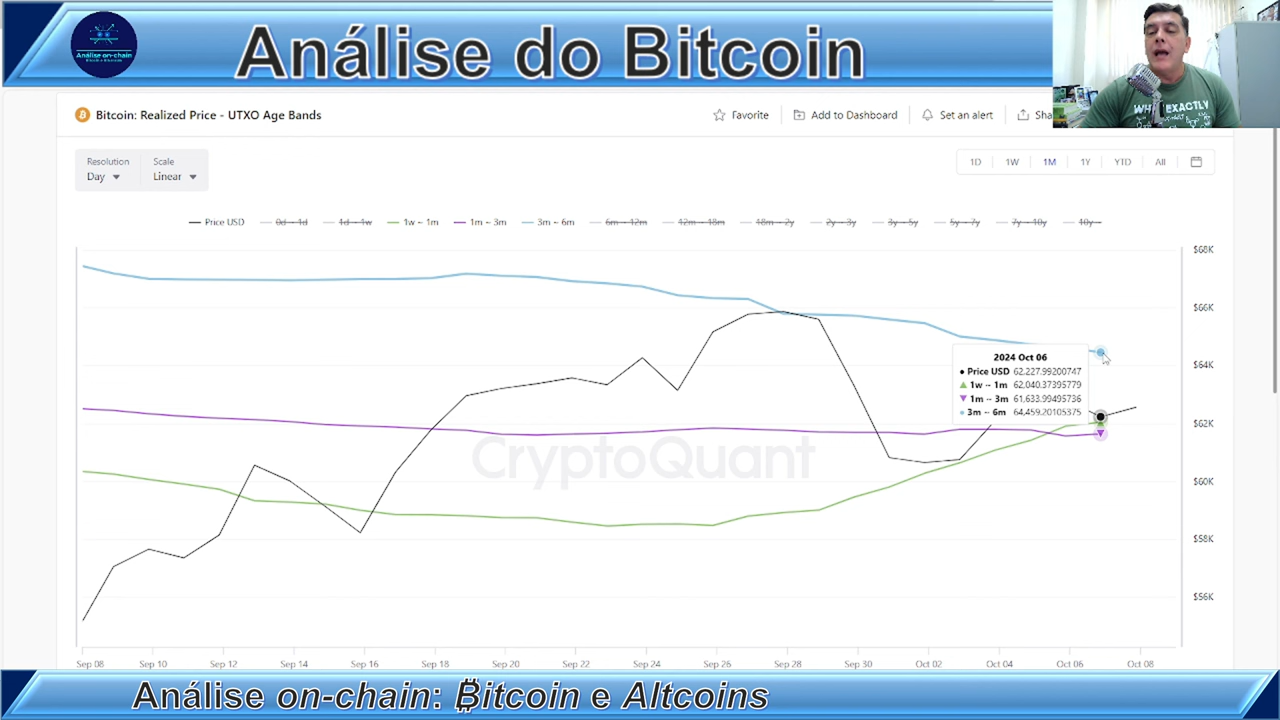 Análise do Bitcoin
Análise on-chain
Bitcoin: Realized Price - UTXO Age Bands
Favorite
Add to Dashboard
Set an alert
Sha
EXACTLY
Resolution
Day
Scale
Linear
1D 1W 1M 1Y YTD All
Price USD 0d ~ 1d 1d ~ 1w 1w ~ 1m 1m ~ 3m 3m ~ 6m 6m ~ 12m 12m ~ 18m 18m ~ 2y 2y ~ 3y 3y ~ 5y 5y ~ 7y 7y ~ 10y 10y ~
$68K
$66K
$64K
$62K
$60K
$58K
$56K
2024 Oct 06
Price USD 62,227.99200747
1w ~ 1m 62,040.37395779
1m ~ 3m 61,633.99495736
3m ~ 6m 64,459.20105375
CryptoQuant
Sep 08 Sep 10 Sep 12 Sep 14 Sep 16 Sep 18 Sep 20 Sep 22 Sep 24 Sep 26 Sep 28 Sep 30 Oct 02 Oct 04 Oct 06 Oct 08
Análise on-chain: ₿itcoin e Altcoins